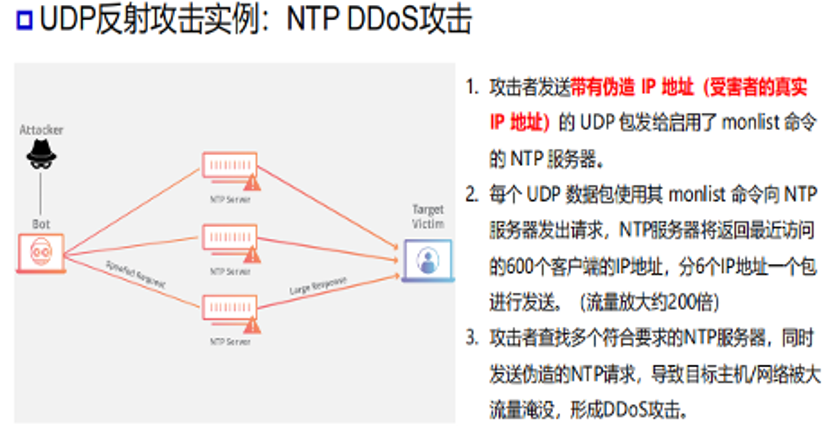 UDP反射攻击实例：NTP DDoS攻击
Attacker
Bot
Spoofed Request
NTP Server
NTP Server
NTP Server
Large Response
Target
Victim
1. 攻击者发送带有伪造 IP 地址（受害者的真实
IP 地址）的 UDP 包发给启用了 monlist 命令
的 NTP 服务器。
2. 每个 UDP 数据包使用其 monlist 命令向 NTP
服务器发出请求，NTP服务器将返回最近访问
的600个客户端的IP地址，分6个IP地址一个包
进行发送。（流量放大约200倍）
3. 攻击者查找多个符合要求的NTP服务器，同时
发送伪造的NTP请求，导致目标主机/网络被大
流量淹没，形成DDoS攻击。